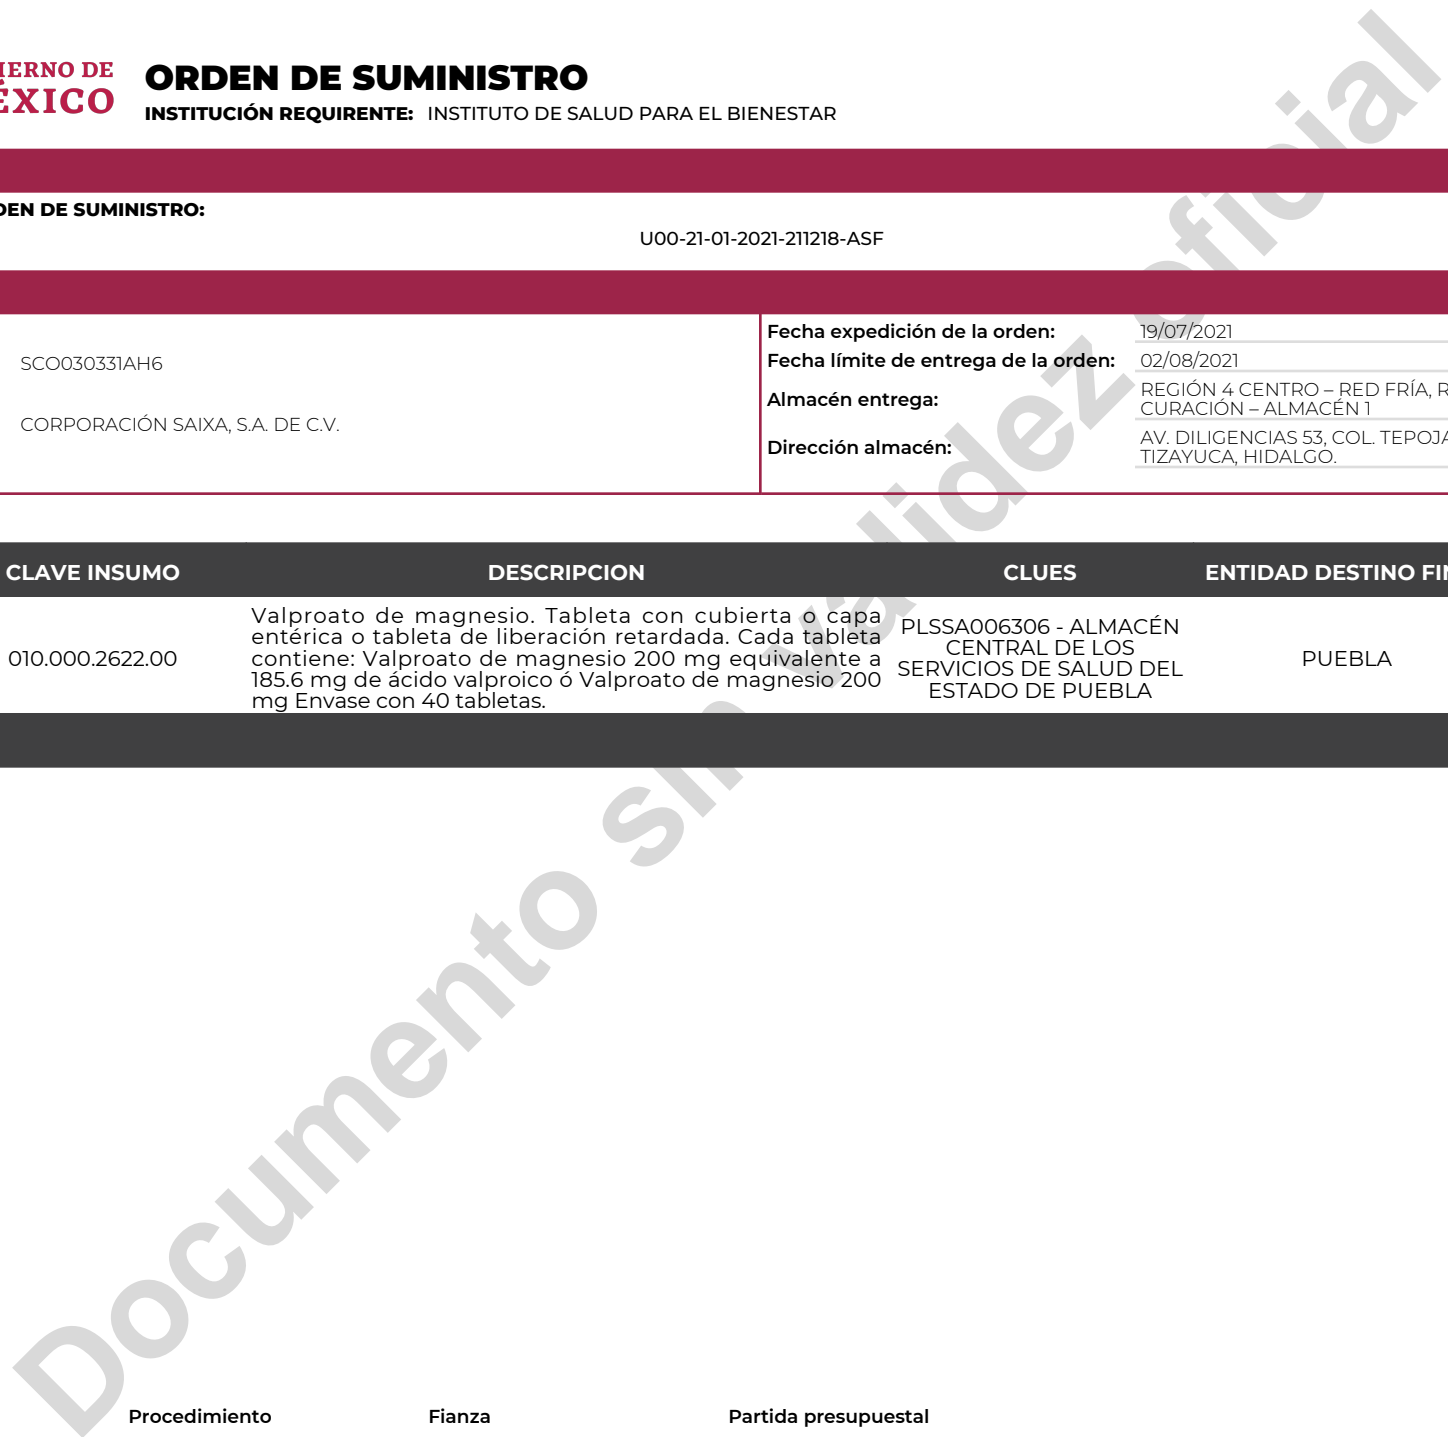 IERNO DE
ÉXICO
ORDEN DE SUMINISTRO
INSTITUCIÓN REQUIRENTE: INSTITUTO DE SALUD PARA EL BIENESTAR
DEN DE SUMINISTRO:
U00-21-01-2021-211218-ASF
SCO030331AH6
CORPORACIÓN SAIXA, S.A. DE C.V.
Fecha expedición de la orden: 19/07/2021
Fecha límite de entrega de la orden: 02/08/2021
Almacén entrega: REGIÓN 4 CENTRO – RED FRÍA, R
CURACIÓN – ALMACÉN 1
Dirección almacén: AV. DILIGENCIAS 53, COL. TEPOJA
TIZAYUCA, HIDALGO.
CLAVE INSUMO DESCRIPCION CLUES ENTIDAD DESTINO FIN
010.000.2622.00
Valproato de magnesio. Tableta con cubierta o capa
entérica o tableta de liberación retardada. Cada tableta
contiene: Valproato de magnesio 200 mg equivalente a
185.6 mg de ácido valproico ó Valproato de magnesio 200
mg Envase con 40 tabletas.
PLSSA006306 - ALMACÉN
CENTRAL DE LOS
SERVICIOS DE SALUD DEL
ESTADO DE PUEBLA
PUEBLA
Documento sin validez oficial
Procedimiento Fianza Partida presupuestal